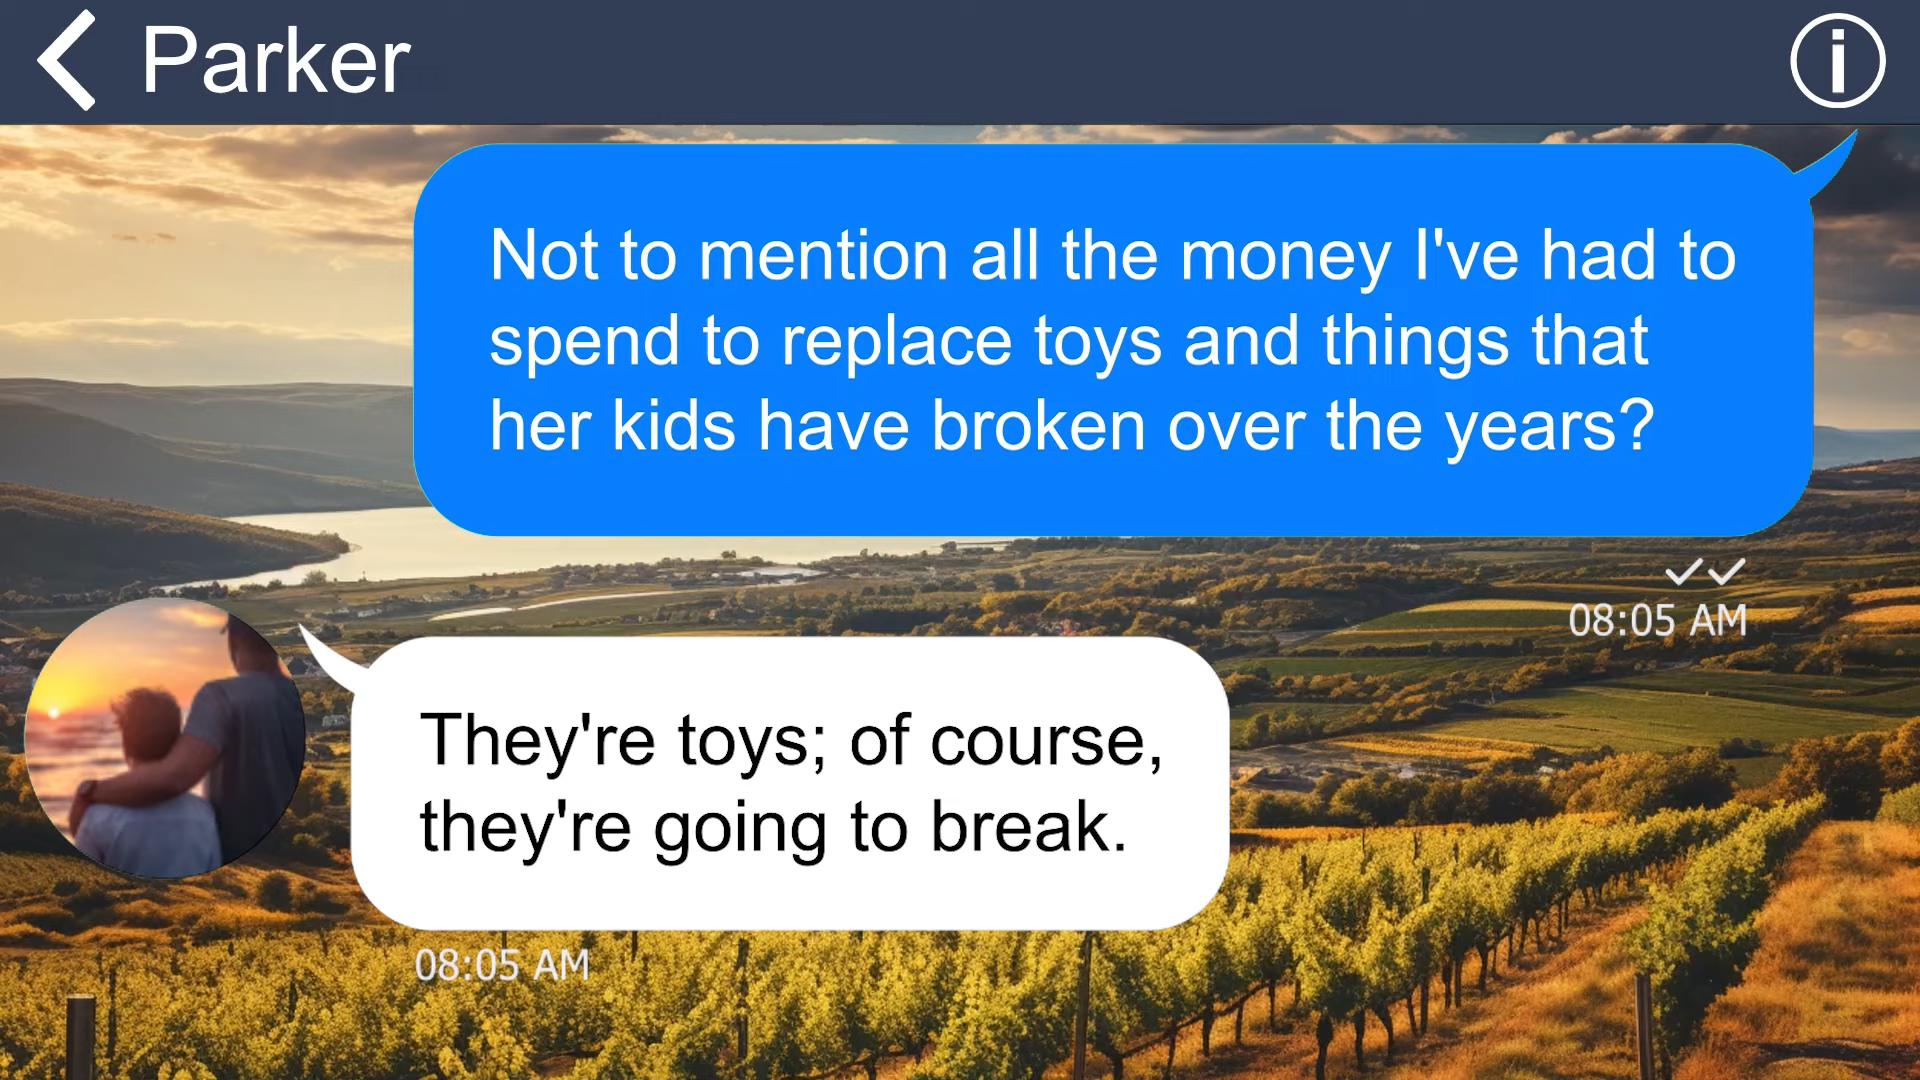 Parker
Not to mention all the money I've had to
spend to replace toys and things that
her kids have broken over the years?
08:05 AM
They're toys; of course,
they're going to break.
08:05 AM